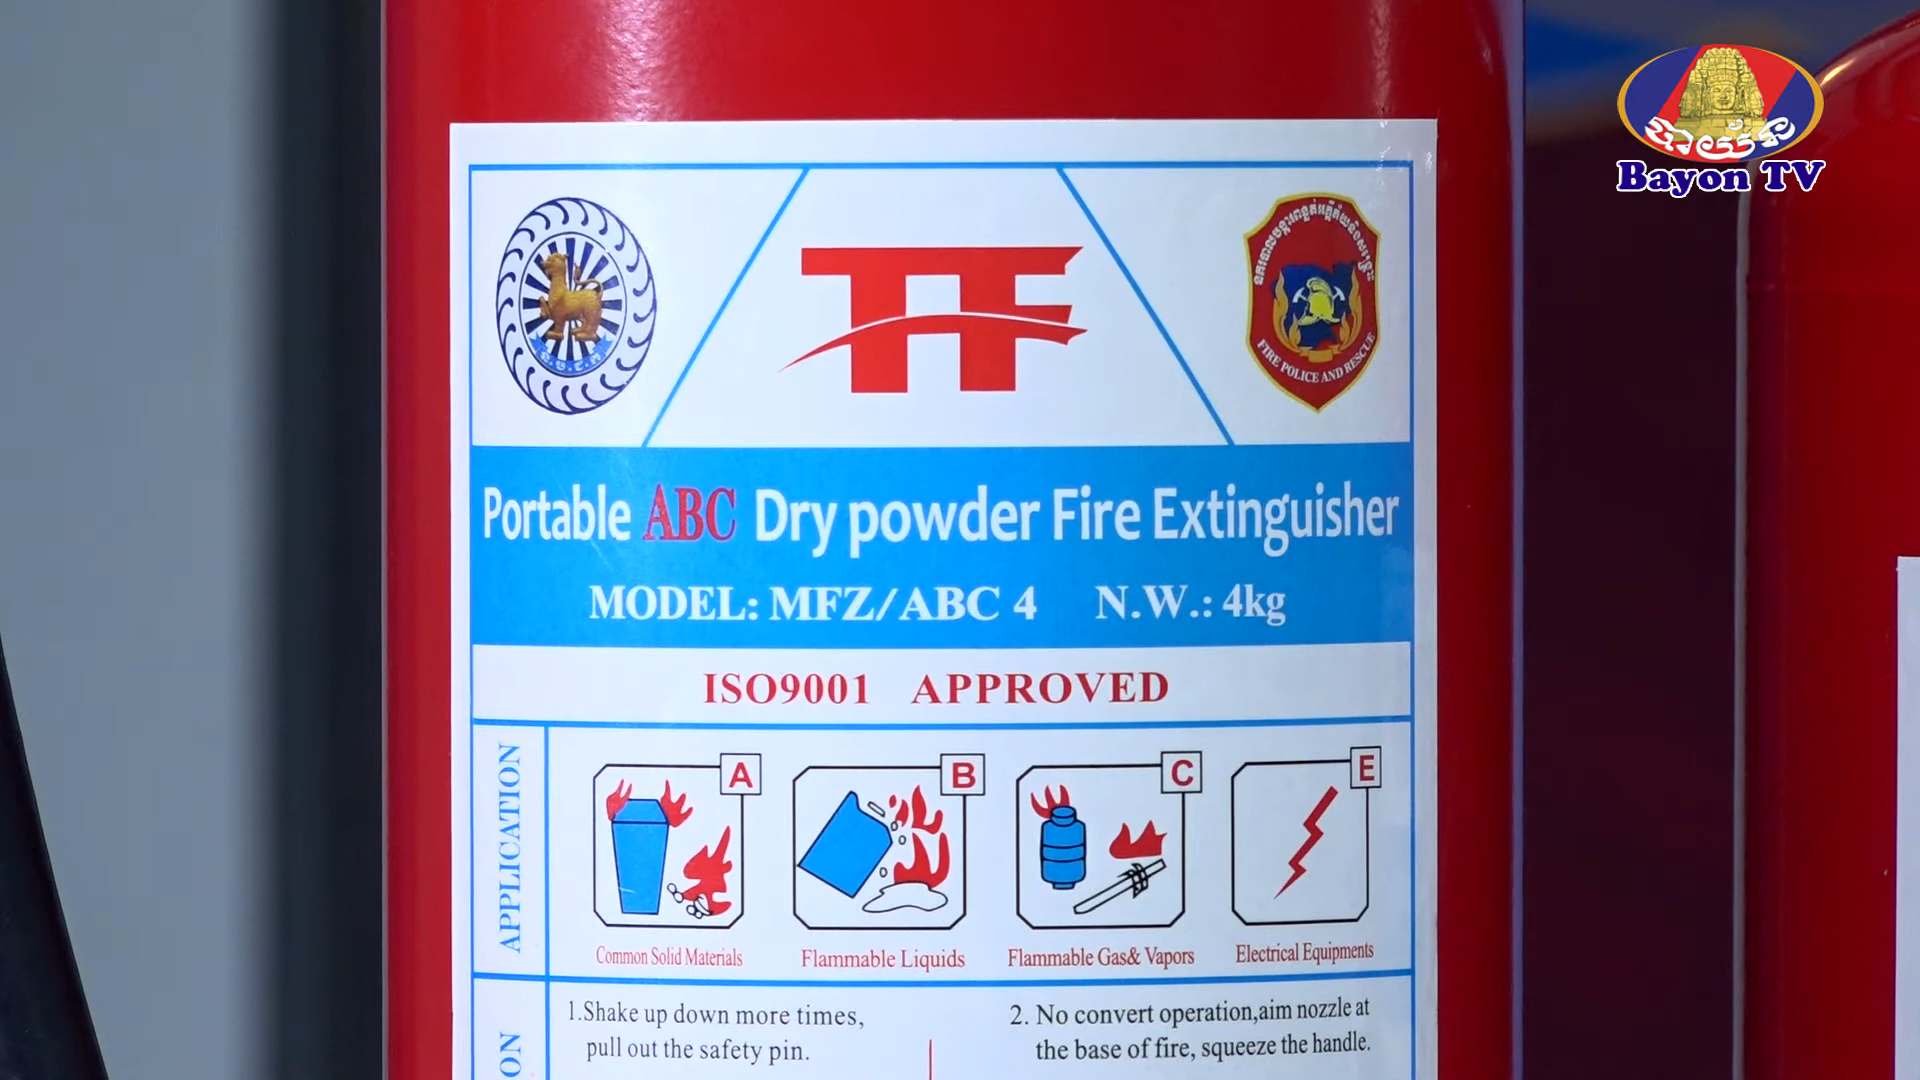 Bayon TV
TF
FIRE POLICE AND RESCUE
Portable ABC Dry powder Fire Extinguisher
MODEL: MFZ/ABC 4 N.W.: 4kg
ISO9001 APPROVED
APPLICATION
A
B
C
E
Common Solid Materials
Flammable Liquids
Flammable Gas& Vapors
Electrical Equipments
1.Shake up down more times,
pull out the safety pin.
2. No convert operation,aim nozzle at
the base of fire, squeeze the handle.
ON